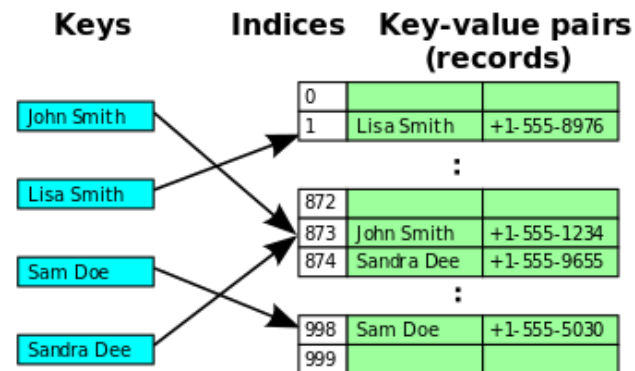 Keys Indices Key-value pairs
(records)
0
John Smith
1 Lisa Smith +1-555-8976
:
Lisa Smith
872
873 John Smith +1-555-1234
874 Sandra Dee +1-555-9655
Sam Doe
:
998 Sam Doe +1-555-5030
Sandra Dee
999